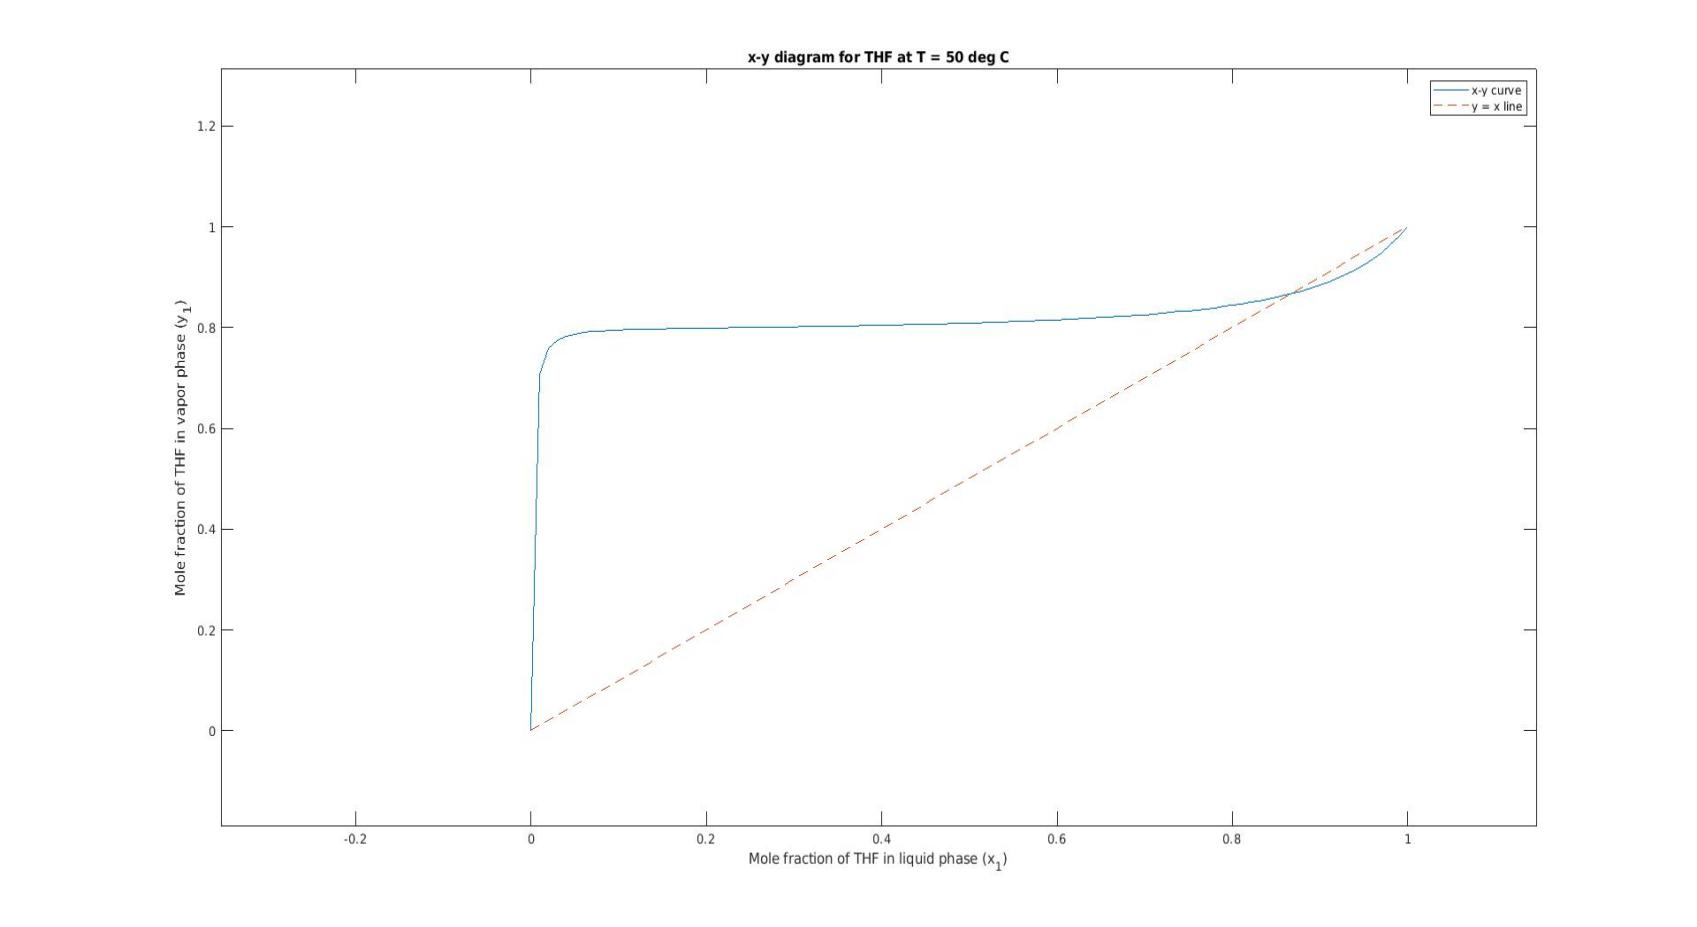 x-y diagram for THF at T = 50 deg C
x-y curve
y = x line
1.2
1
0.8
0.6
0.4
0.2
0
Mole fraction of THF in vapor phase (y1)
-0.2
0
0.2
0.4
0.6
0.8
1
Mole fraction of THF in liquid phase (x1)